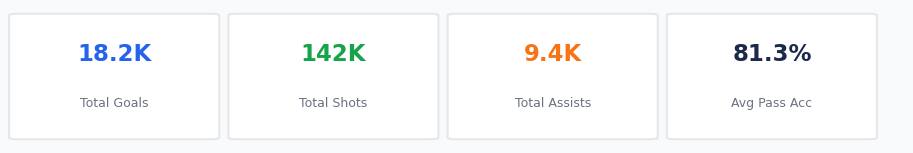 18.2K
Total Goals
142K
Total Shots
9.4K
Total Assists
81.3%
Avg Pass Acc